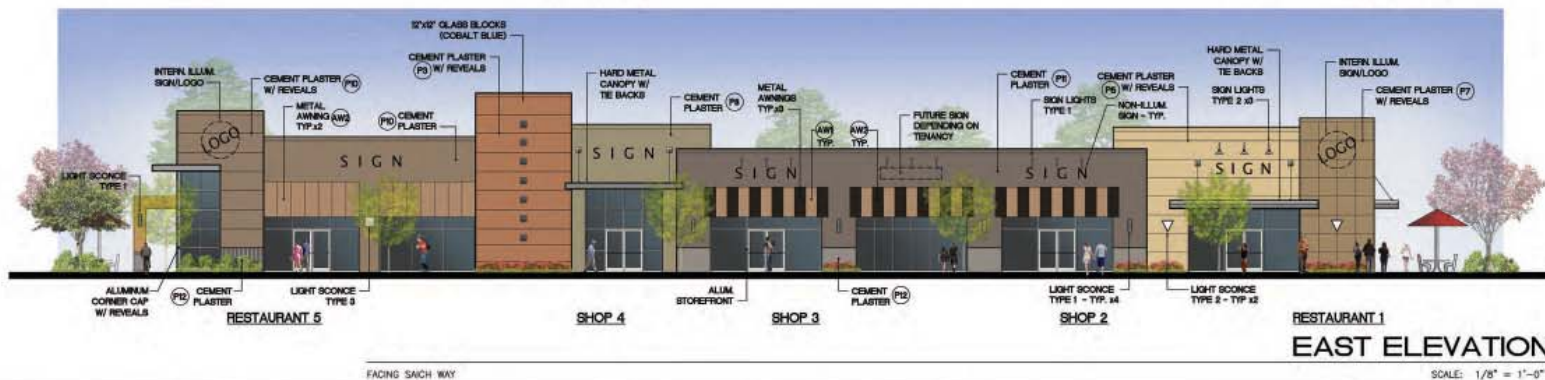 12"x12" GLASS BLOCKS
(COBALT BLUE)
CEMENT PLASTER
P3 W/ REVEALS
INTERN. ILLUM.
SIGN/LOGO
CEMENT PLASTER P10
W/ REVEALS
METAL
AWNING AW2
TYP.x2
P10 CEMENT
PLASTER
HARD METAL
CANOPY W/
TIE BACKS
CEMENT P8
PLASTER
METAL
AWNINGS
TYP.x3
AW1
TYP.
AW3
TYP.
FUTURE SIGN
DEPENDING ON
TENANCY
CEMENT P11
PLASTER
SIGN LIGHTS
TYPE 1
CEMENT PLASTER
P6 W/ REVEALS
NON-ILLUM.
SIGN - TYP.
HARD METAL
CANOPY W/
TIE BACKS
SIGN LIGHTS
TYPE 2 x3
INTERN. ILLUM.
SIGN/LOGO
CEMENT PLASTER P7
W/ REVEALS
LOGO
SIGN
SIGN
SIGN
SIGN
SIGN
LOGO
LIGHT SCONCE
TYPE 1
ALUMINUM
CORNER CAP
W/ REVEALS
P12 CEMENT
PLASTER
LIGHT SCONCE
TYPE 3
ALUM.
STOREFRONT
CEMENT P12
PLASTER
LIGHT SCONCE
TYPE 1 - TYP. x4
LIGHT SCONCE
TYPE 2 - TYP x2
RESTAURANT 5
SHOP 4
SHOP 3
SHOP 2
RESTAURANT 1
EAST ELEVATION
FACING SAICH WAY
SCALE: 1/8" = 1'-0"